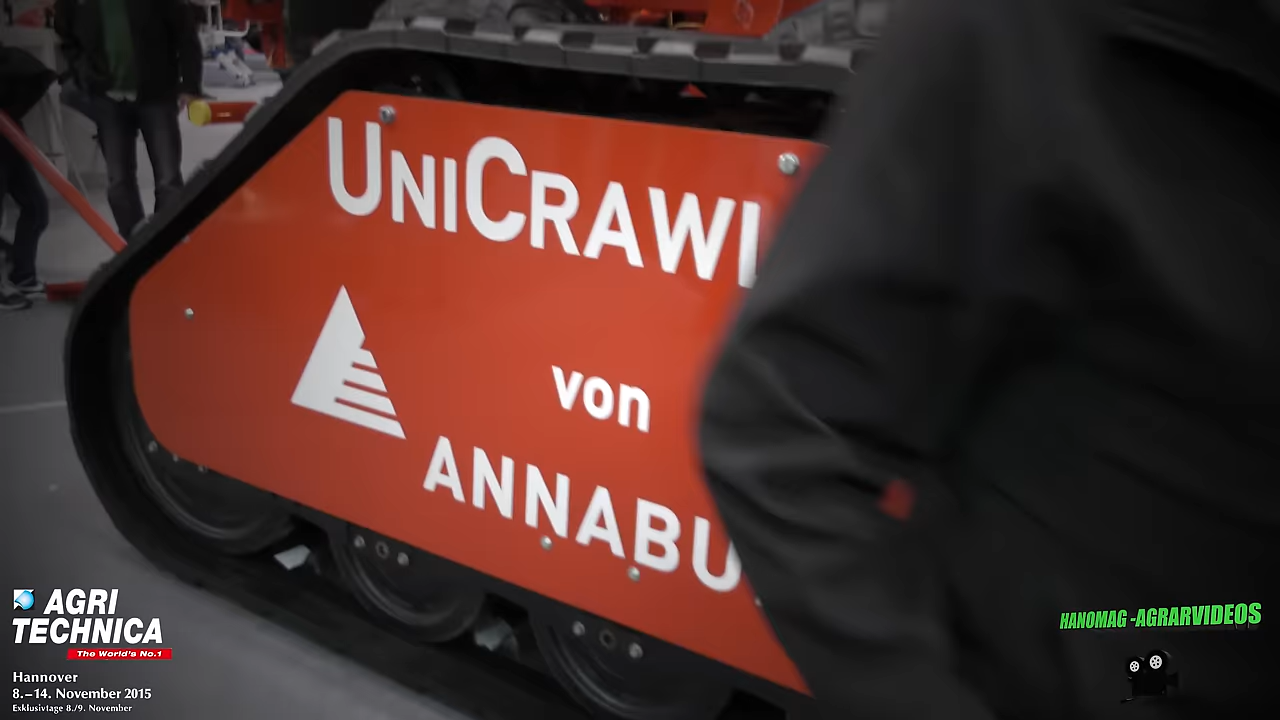 UNICRAWL
von
ANNABU
AGRI
TECHNICA
The World's No.1
Hannover
8.–14. November 2015
Exklusivtage 8./9. November
HANOMAG-AGRARVIDEOS